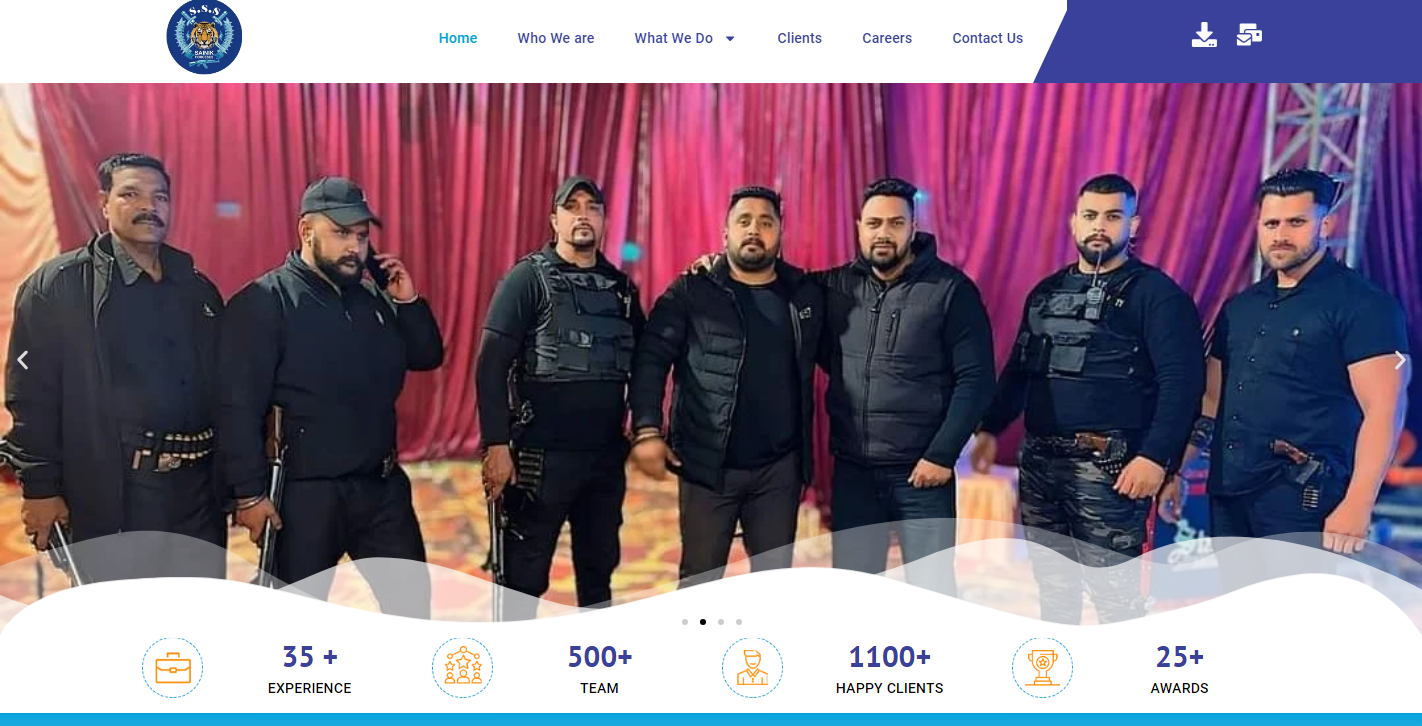 S.S.S
SAINIK
Home
Who We are
What We Do
Clients
Careers
Contact Us
35 +
EXPERIENCE
500+
TEAM
1100+
HAPPY CLIENTS
25+
AWARDS